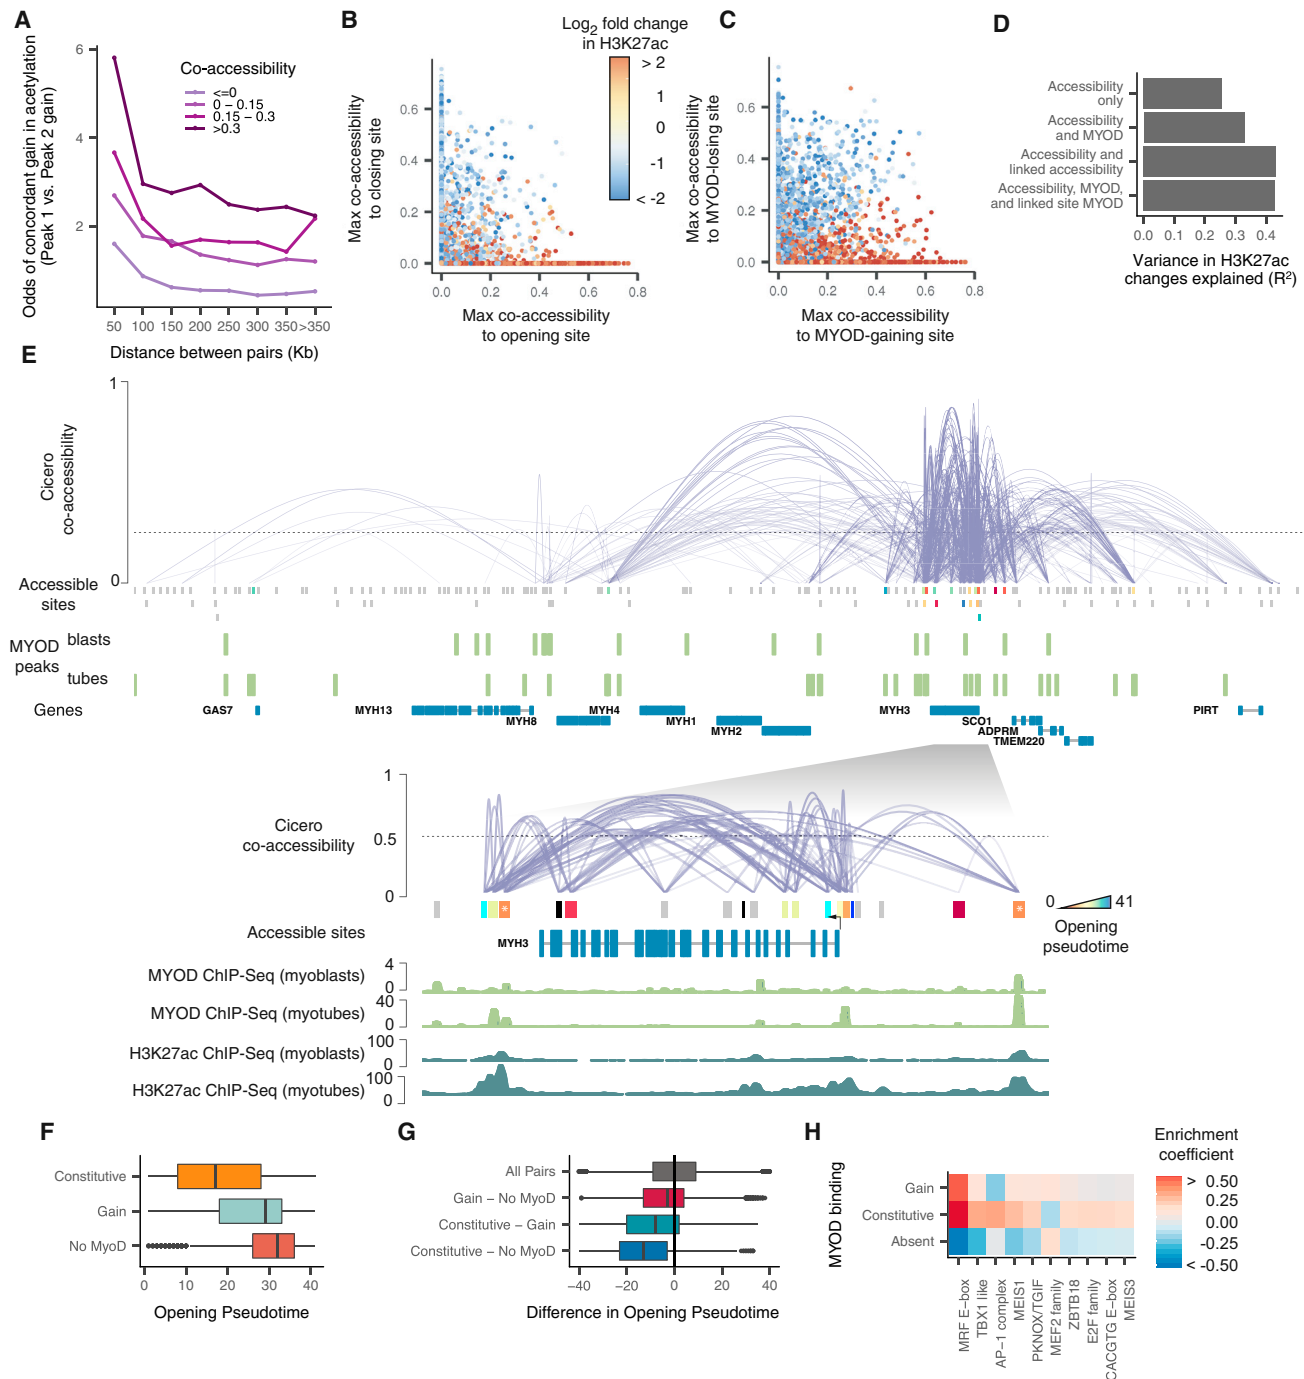 A
Odds of concordant gain in acetylation
(Peak 1 vs. Peak 2 gain)
6
4
2
Co-accessibility
<=0
0 – 0.15
0.15 – 0.3
>0.3
50 100 150 200 250 300 350 >350
Distance between pairs (Kb)
B
Max co-accessibility
to closing site
0.6
0.4
0.2
0.0
0.0 0.2 0.4 0.6 0.8
Max co-accessibility
to opening site
Log2 fold change
in H3K27ac
> 2
1
0
-1
< -2
C
Max co-accessibility
to MYOD-losing site
0.6
0.4
0.2
0.0
0.0 0.2 0.4 0.6 0.8
Max co-accessibility
to MYOD-gaining site
D
Accessibility
only
Accessibility
and MYOD
Accessibility and
linked accessibility
Accessibility, MYOD,
and linked site MYOD
0.0 0.1 0.2 0.3 0.4
Variance in H3K27ac
changes explained (R2)
E
Cicero
co-accessibility
1
0
Accessible
sites
MYOD
peaks
blasts
tubes
Genes
GAS7
MYH13
MYH8
MYH4
MYH1
MYH2
MYH3
SCO1
ADPRM
TMEM220
PIRT
Cicero
co-accessibility
1
0.5
0
* *
0 41
Opening
pseudotime
Accessible sites
MYH3
MYOD ChIP-Seq (myoblasts)
4
0
MYOD ChIP-Seq (myotubes)
40
0
H3K27ac ChIP-Seq (myoblasts)
100
0
H3K27ac ChIP-Seq (myotubes)
100
0
F
Constitutive
Gain
No MyoD
0 10 20 30 40
Opening Pseudotime
G
All Pairs
Gain – No MyoD
Constitutive – Gain
Constitutive – No MyoD
−40 −20 0 20 40
Difference in Opening Pseudotime
H
MYOD binding
Gain
Constitutive
Absent
MRF E−box
TBX1 like
AP−1 complex
MEIS1
PKNOX/TGIF
MEF2 family
ZBTB18
E2F family
CACGTG E−box
MEIS3
Enrichment
coefficient
> 0.50
0.25
0.00
-0.25
< -0.50